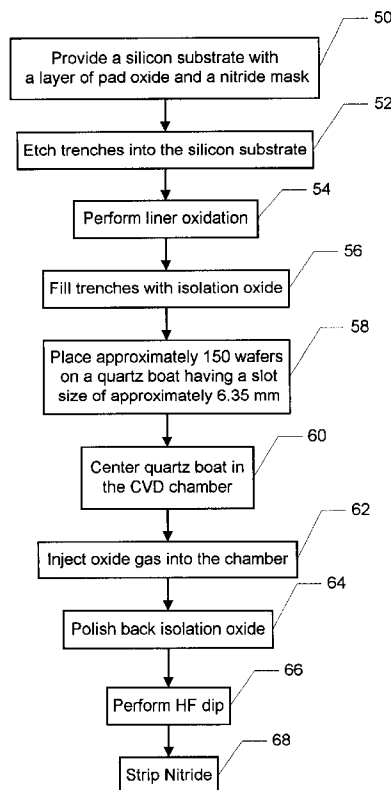 50
Provide a silicon substrate with
a layer of pad oxide and a nitride mask
52
Etch trenches into the silicon substrate
54
Perform liner oxidation
56
Fill trenches with isolation oxide
58
Place approximately 150 wafers
on a quartz boat having a slot
size of approximately 6.35 mm
60
Center quartz boat in
the CVD chamber
62
Inject oxide gas into the chamber
64
Polish back isolation oxide
66
Perform HF dip
68
Strip Nitride